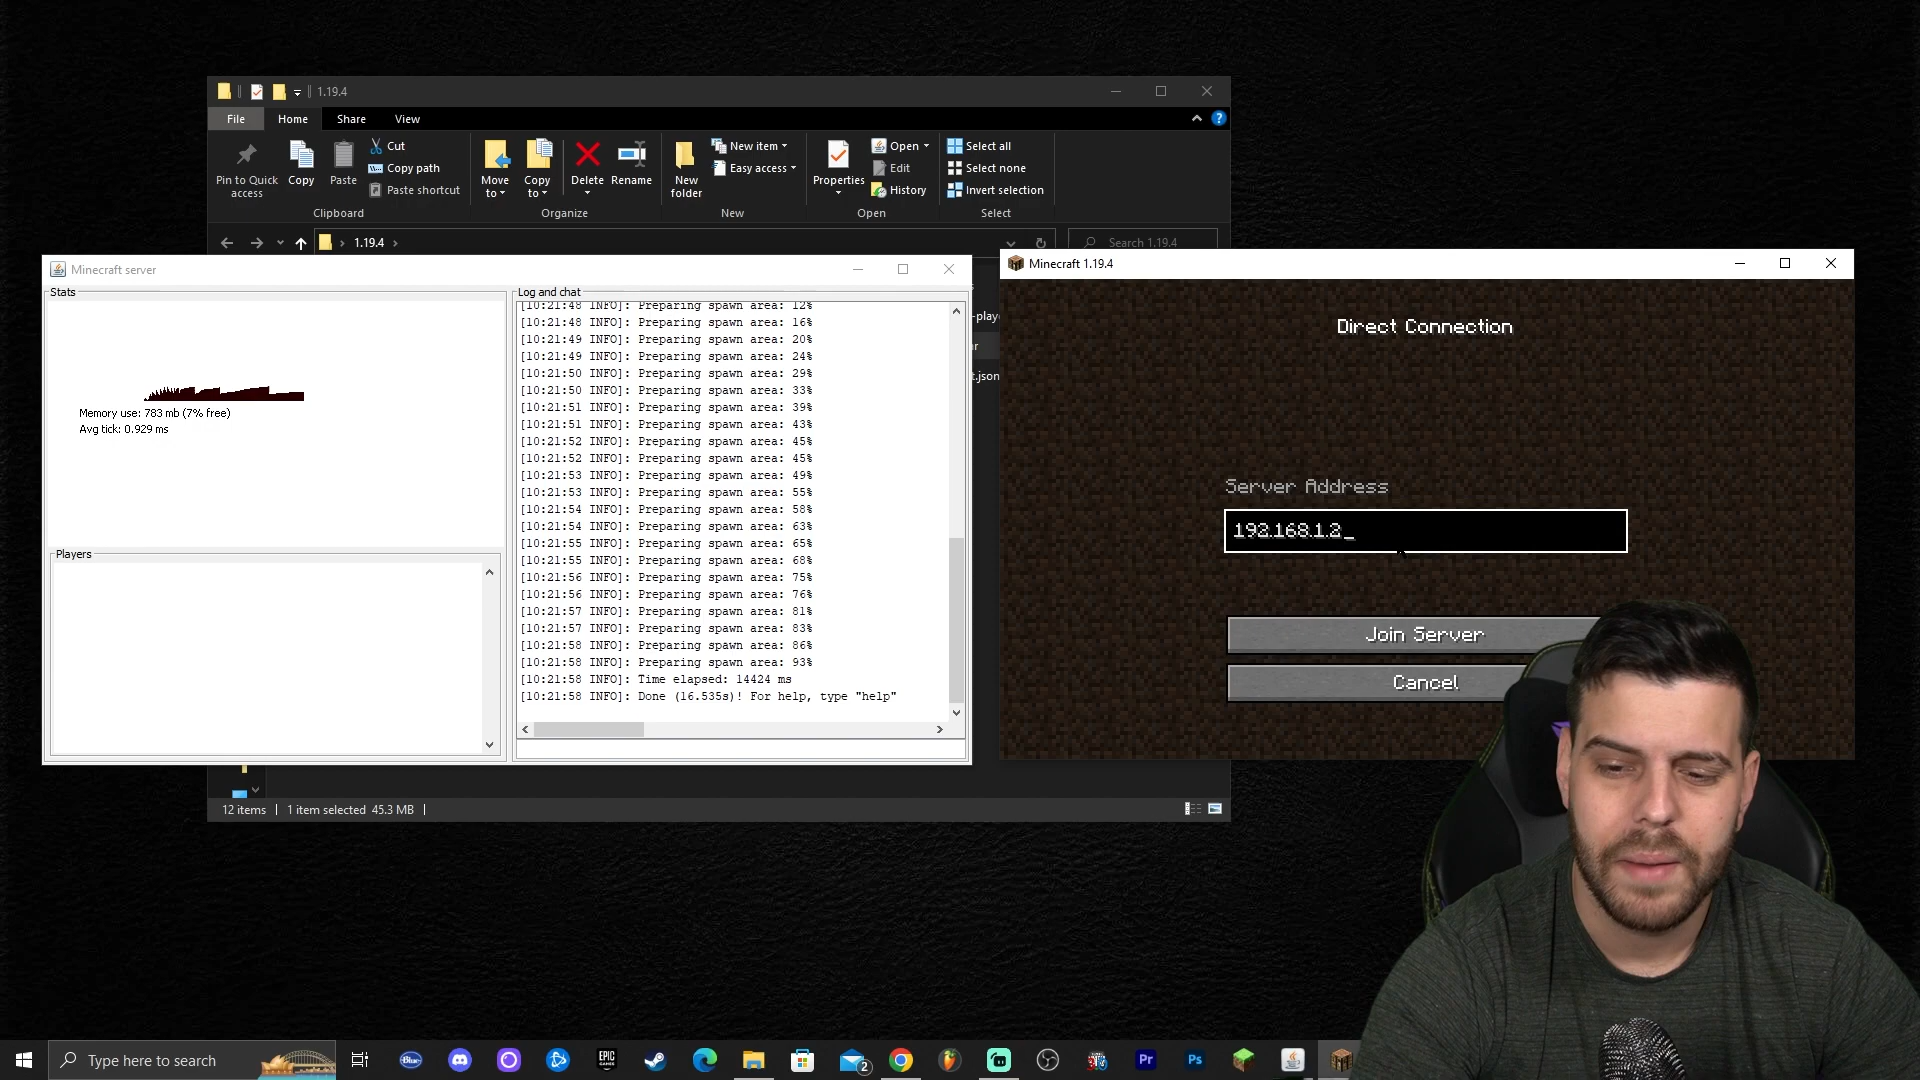 1.19.4
File Home Share View
Pin to Quick access
Copy
Paste
Cut
Copy path
Paste shortcut
Clipboard
Move to
Copy to
Delete
Rename
Organize
New folder
New item
Easy access
New
Properties
Open
Edit
History
Open
Select all
Select none
Invert selection
Select
1.19.4
Search 1.19.4
Minecraft server
Stats
Memory use: 783 mb (7% free)
Avg tick: 0.929 ms
Players
Log and chat
[10:21:48 INFO]: Preparing spawn area: 12%
[10:21:48 INFO]: Preparing spawn area: 16%
[10:21:49 INFO]: Preparing spawn area: 20%
[10:21:49 INFO]: Preparing spawn area: 24%
[10:21:50 INFO]: Preparing spawn area: 29%
[10:21:50 INFO]: Preparing spawn area: 33%
[10:21:51 INFO]: Preparing spawn area: 39%
[10:21:51 INFO]: Preparing spawn area: 43%
[10:21:52 INFO]: Preparing spawn area: 45%
[10:21:52 INFO]: Preparing spawn area: 45%
[10:21:53 INFO]: Preparing spawn area: 49%
[10:21:53 INFO]: Preparing spawn area: 55%
[10:21:54 INFO]: Preparing spawn area: 58%
[10:21:54 INFO]: Preparing spawn area: 63%
[10:21:55 INFO]: Preparing spawn area: 65%
[10:21:55 INFO]: Preparing spawn area: 68%
[10:21:56 INFO]: Preparing spawn area: 75%
[10:21:56 INFO]: Preparing spawn area: 76%
[10:21:57 INFO]: Preparing spawn area: 81%
[10:21:57 INFO]: Preparing spawn area: 83%
[10:21:58 INFO]: Preparing spawn area: 86%
[10:21:58 INFO]: Preparing spawn area: 93%
[10:21:58 INFO]: Time elapsed: 14424 ms
[10:21:58 INFO]: Done (16.535s)! For help, type "help"
-play
t.json
Minecraft 1.19.4
Direct Connection
Server Address
192.168.1.2_
Join Server
Cancel
12 items 1 item selected 45.3 MB
Type here to search
Blue
EPIC GAMES
2
Pr
Ps